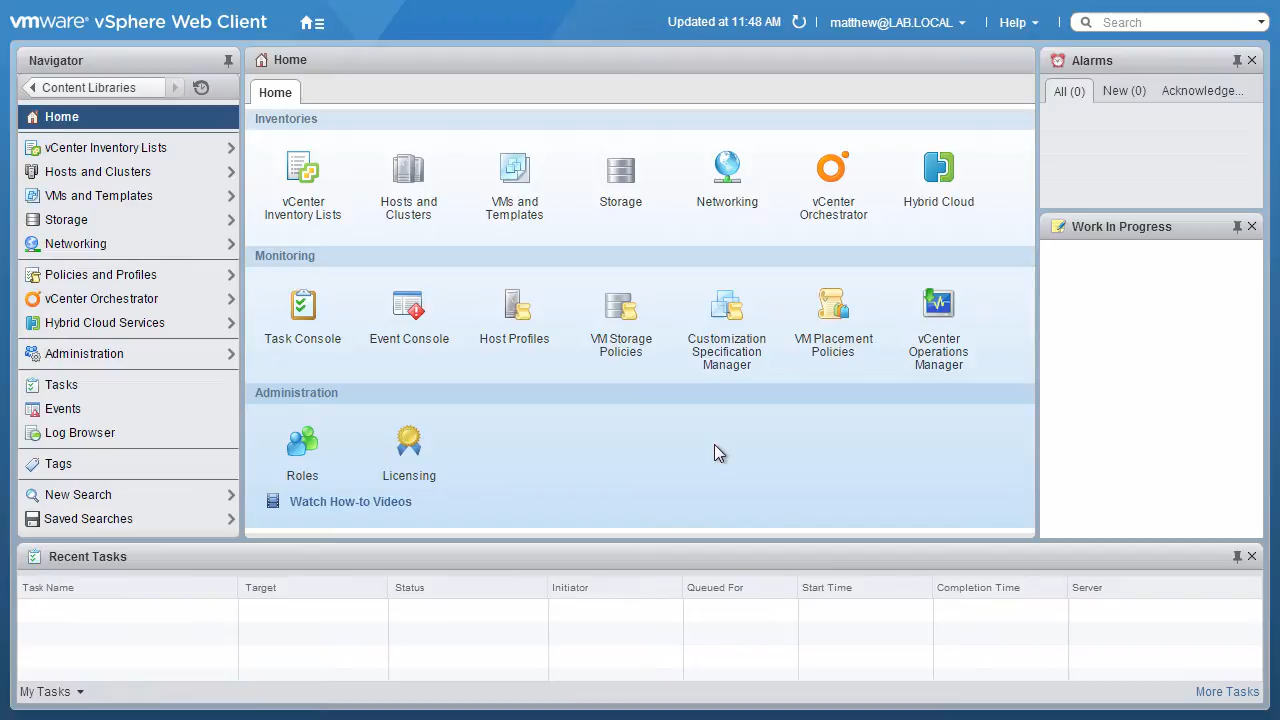 vmware vSphere Web Client
Updated at 11:48 AM
matthew@LAB.LOCAL
Help
Search
Navigator
Content Libraries
Home
vCenter Inventory Lists
Hosts and Clusters
VMs and Templates
Storage
Networking
Policies and Profiles
vCenter Orchestrator
Hybrid Cloud Services
Administration
Tasks
Events
Log Browser
Tags
New Search
Saved Searches
Home
Home
Inventories
vCenter
Inventory Lists
Hosts and
Clusters
VMs and
Templates
Storage
Networking
vCenter
Orchestrator
Hybrid Cloud
Monitoring
Task Console
Event Console
Host Profiles
VM Storage
Policies
Customization
Specification
Manager
VM Placement
Policies
vCenter
Operations
Manager
Administration
Roles
Licensing
Watch How-to Videos
Alarms
All (0)
New (0)
Acknowledge...
Work In Progress
Recent Tasks
Task Name
Target
Status
Initiator
Queued For
Start Time
Completion Time
Server
My Tasks
More Tasks